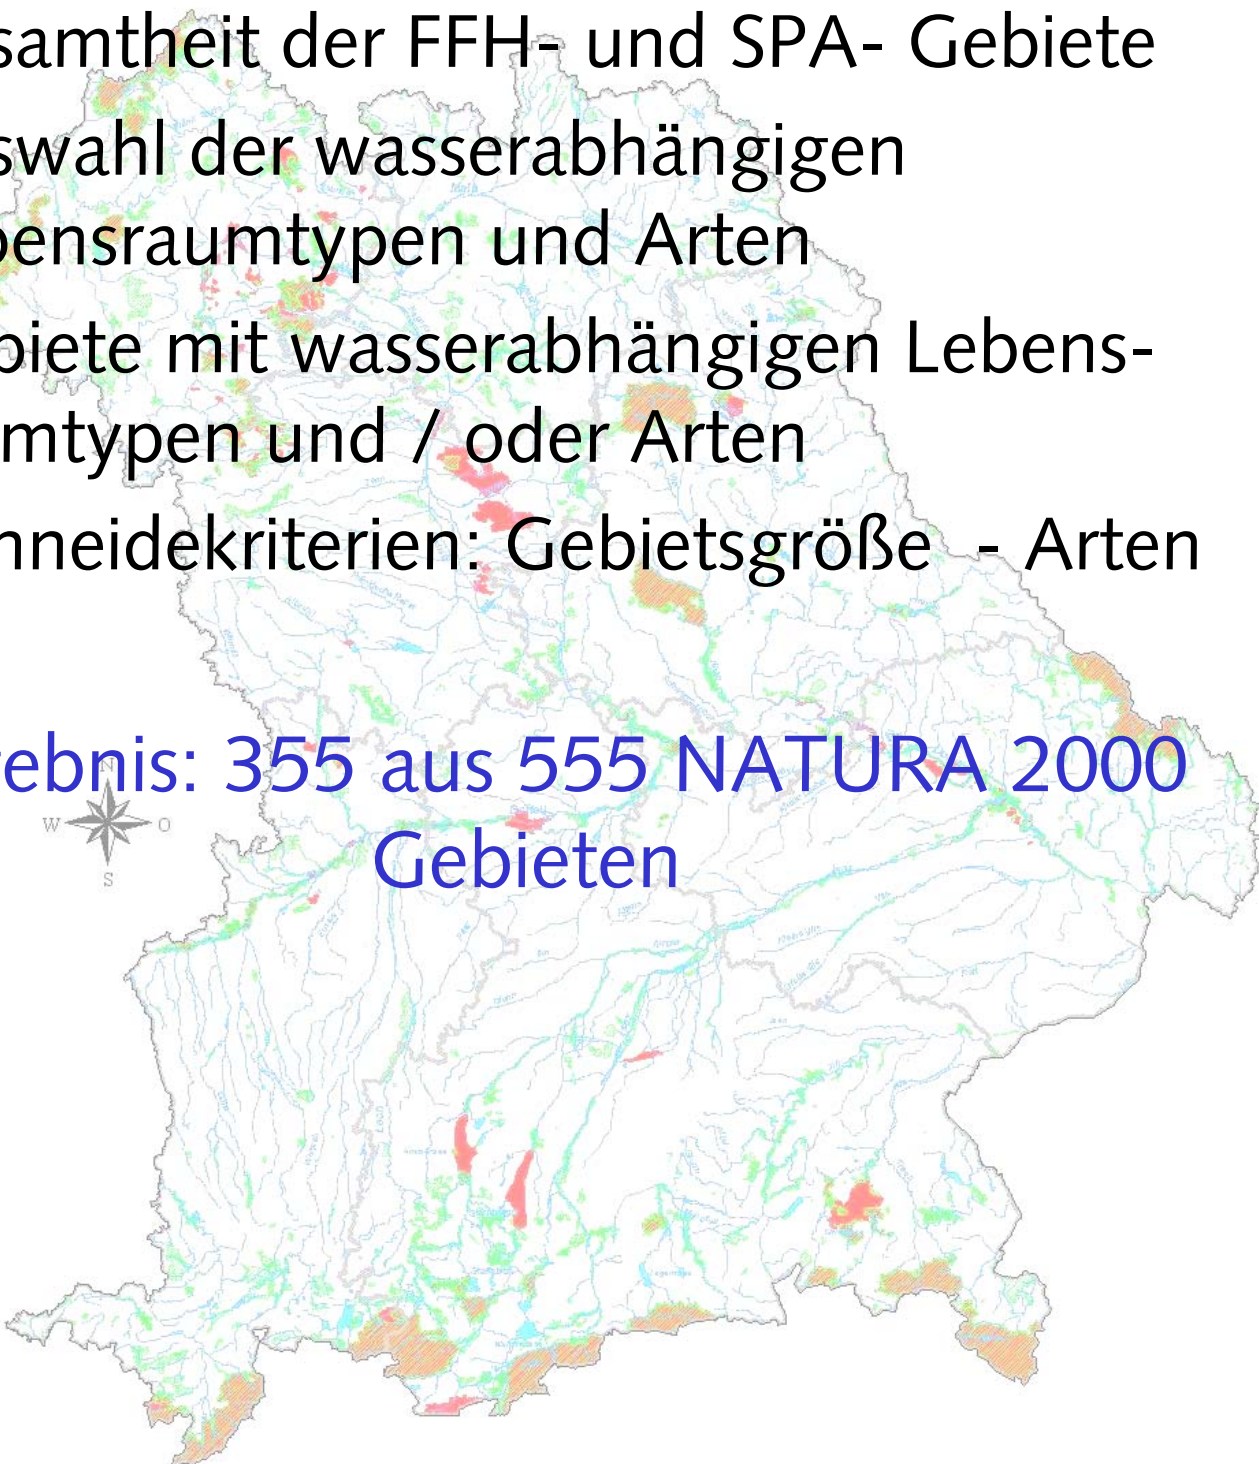 samtheit der FFH- und SPA- Gebiete
swahl der wasserabhängigen
bensraumtypen und Arten
biete mit wasserabhängigen Lebens-
mtypen und / oder Arten
hneidekriterien: Gebietsgröße - Arten
ebnis: 355 aus 555 NATURA 2000
Gebieten
N
W O
S